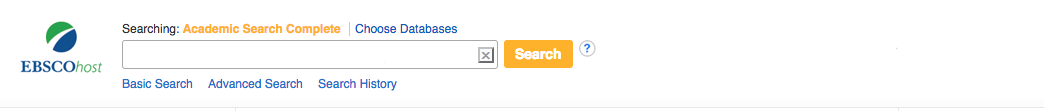 Searching: Academic Search Complete | Choose Databases
EBSCOhost
Search
?
Basic Search Advanced Search Search History